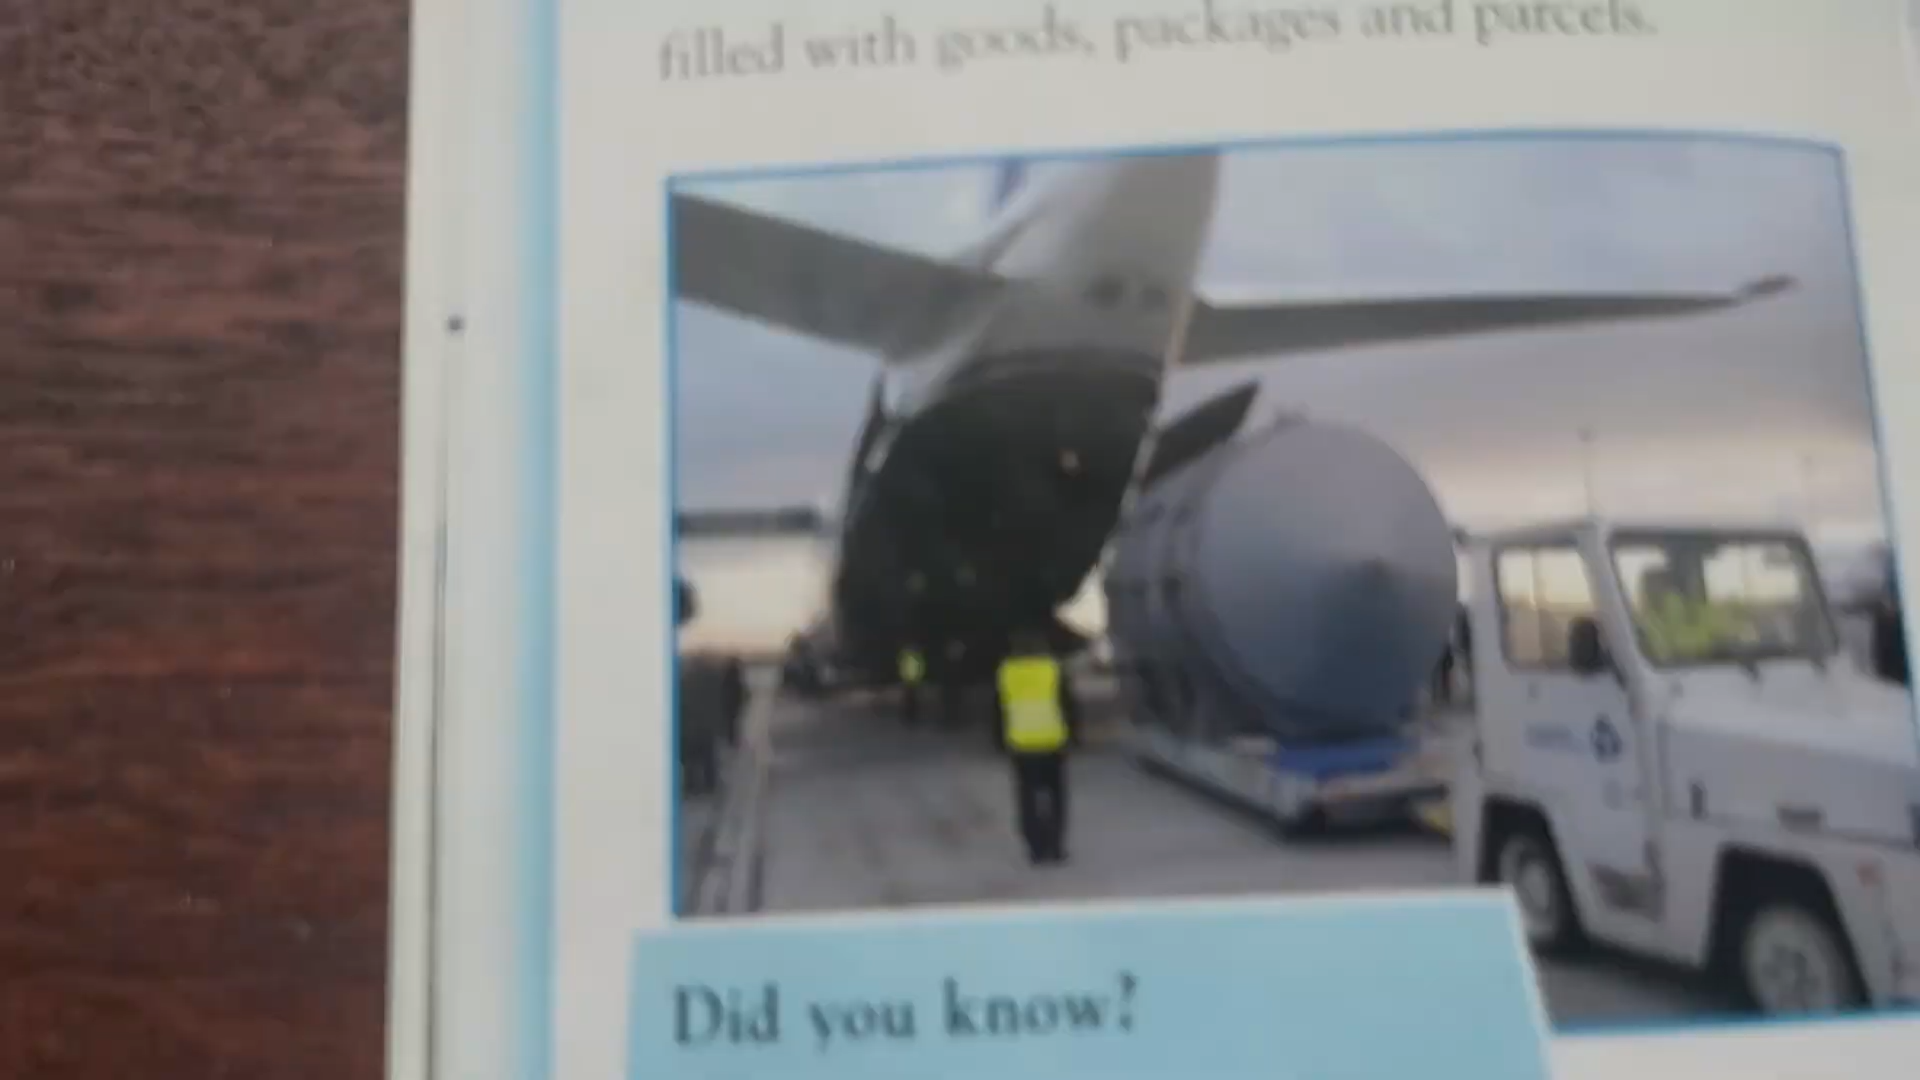 filled with goods, packages and parcels.
Did you know?